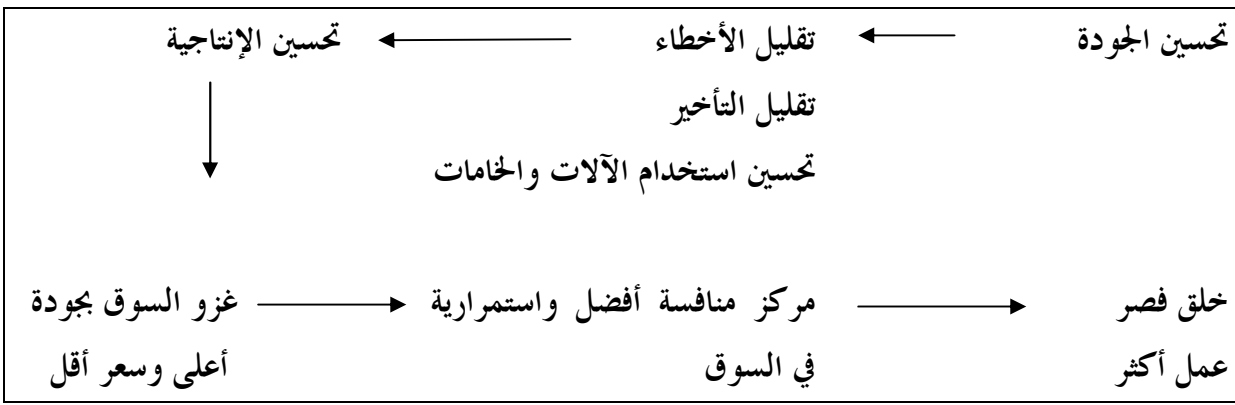 تحسين الجودة تقليل الأخطاء تحسين الإنتاجية
تقليل التأخير
تحسين استخدام الآلات والخامات
خلق فصر مركز منافسة أفضل واستمرارية غزو السوق بجودة
عمل أكثر في السوق أعلى وسعر أقل